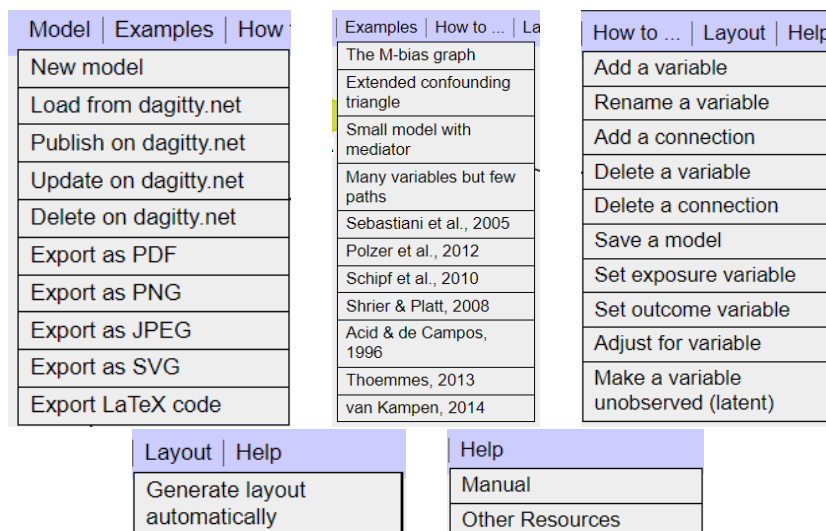 Model | Examples | How
New model
Load from dagitty.net
Publish on dagitty.net
Update on dagitty.net
Delete on dagitty.net
Export as PDF
Export as PNG
Export as JPEG
Export as SVG
Export LaTeX code
Examples | How to ... | La
The M-bias graph
Extended confounding
triangle
Small model with
mediator
Many variables but few
paths
Sebastiani et al., 2005
Polzer et al., 2012
Schipf et al., 2010
Shrier & Platt, 2008
Acid & de Campos,
1996
Thoemmes, 2013
van Kampen, 2014
How to ... | Layout | Help
Add a variable
Rename a variable
Add a connection
Delete a variable
Delete a connection
Save a model
Set exposure variable
Set outcome variable
Adjust for variable
Make a variable
unobserved (latent)
Layout | Help
Generate layout
automatically
Help
Manual
Other Resources